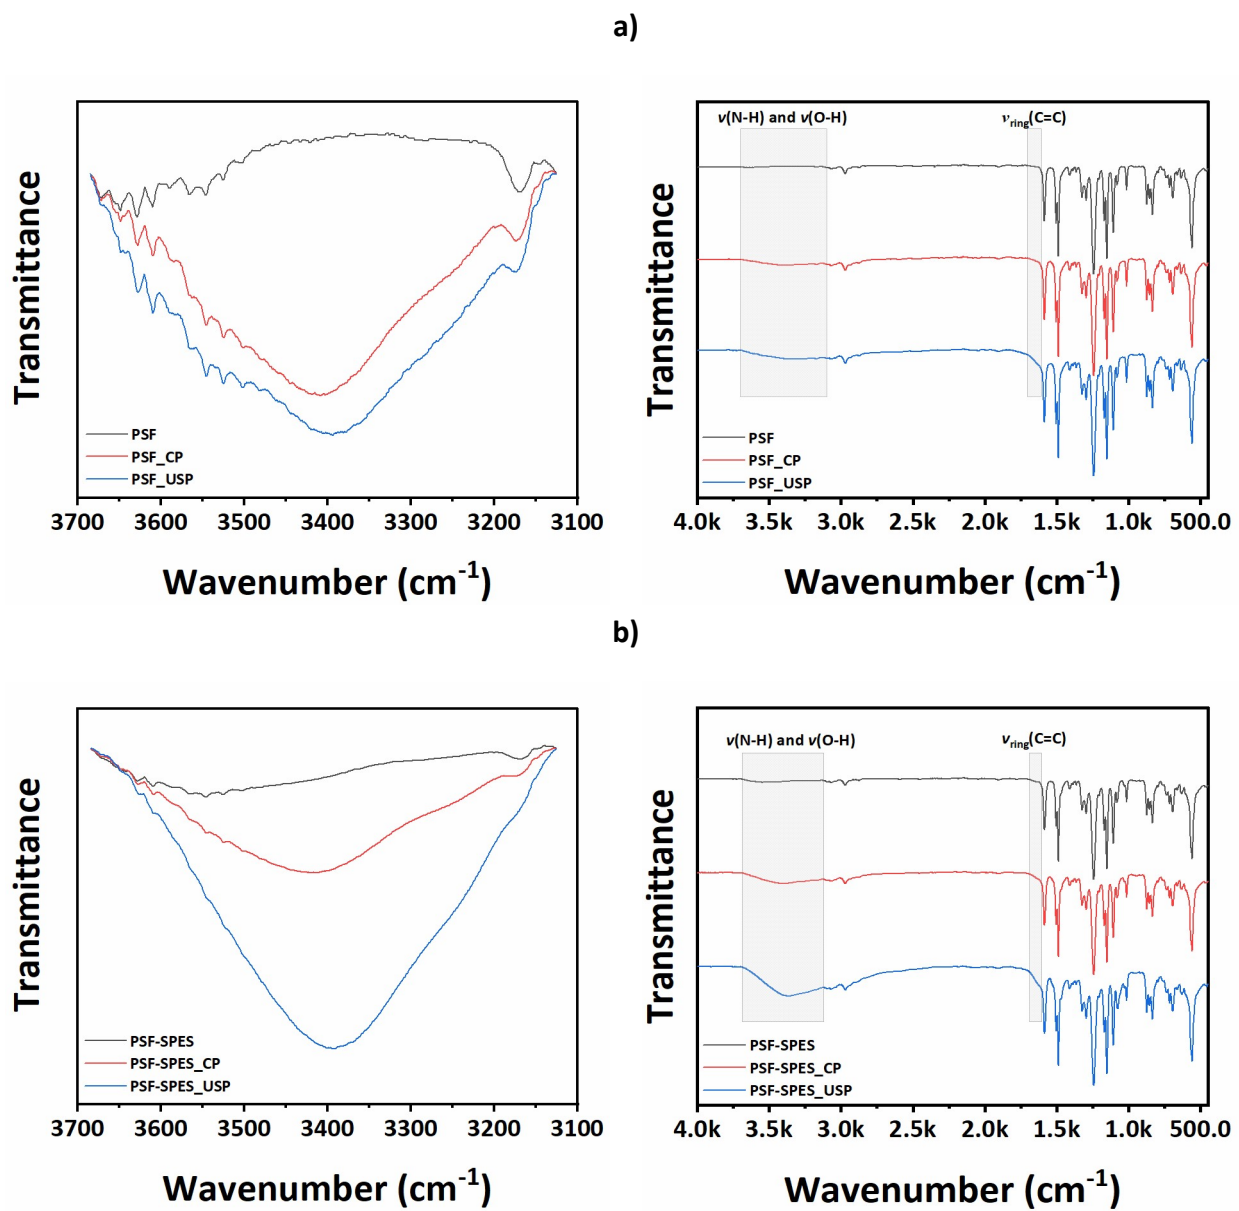 a)
Transmittance
PSF
PSF_CP
PSF_USP
3700 3600 3500 3400 3300 3200 3100
Wavenumber (cm⁻¹)
Transmittance
ν(N-H) and ν(O-H)
νring(C=C)
PSF
PSF_CP
PSF_USP
4.0k 3.5k 3.0k 2.5k 2.0k 1.5k 1.0k 500.0
Wavenumber (cm⁻¹)
b)
Transmittance
PSF-SPES
PSF-SPES_CP
PSF-SPES_USP
3700 3600 3500 3400 3300 3200 3100
Wavenumber (cm⁻¹)
Transmittance
ν(N-H) and ν(O-H)
νring(C=C)
PSF-SPES
PSF-SPES_CP
PSF-SPES_USP
4.0k 3.5k 3.0k 2.5k 2.0k 1.5k 1.0k 500.0
Wavenumber (cm⁻¹)